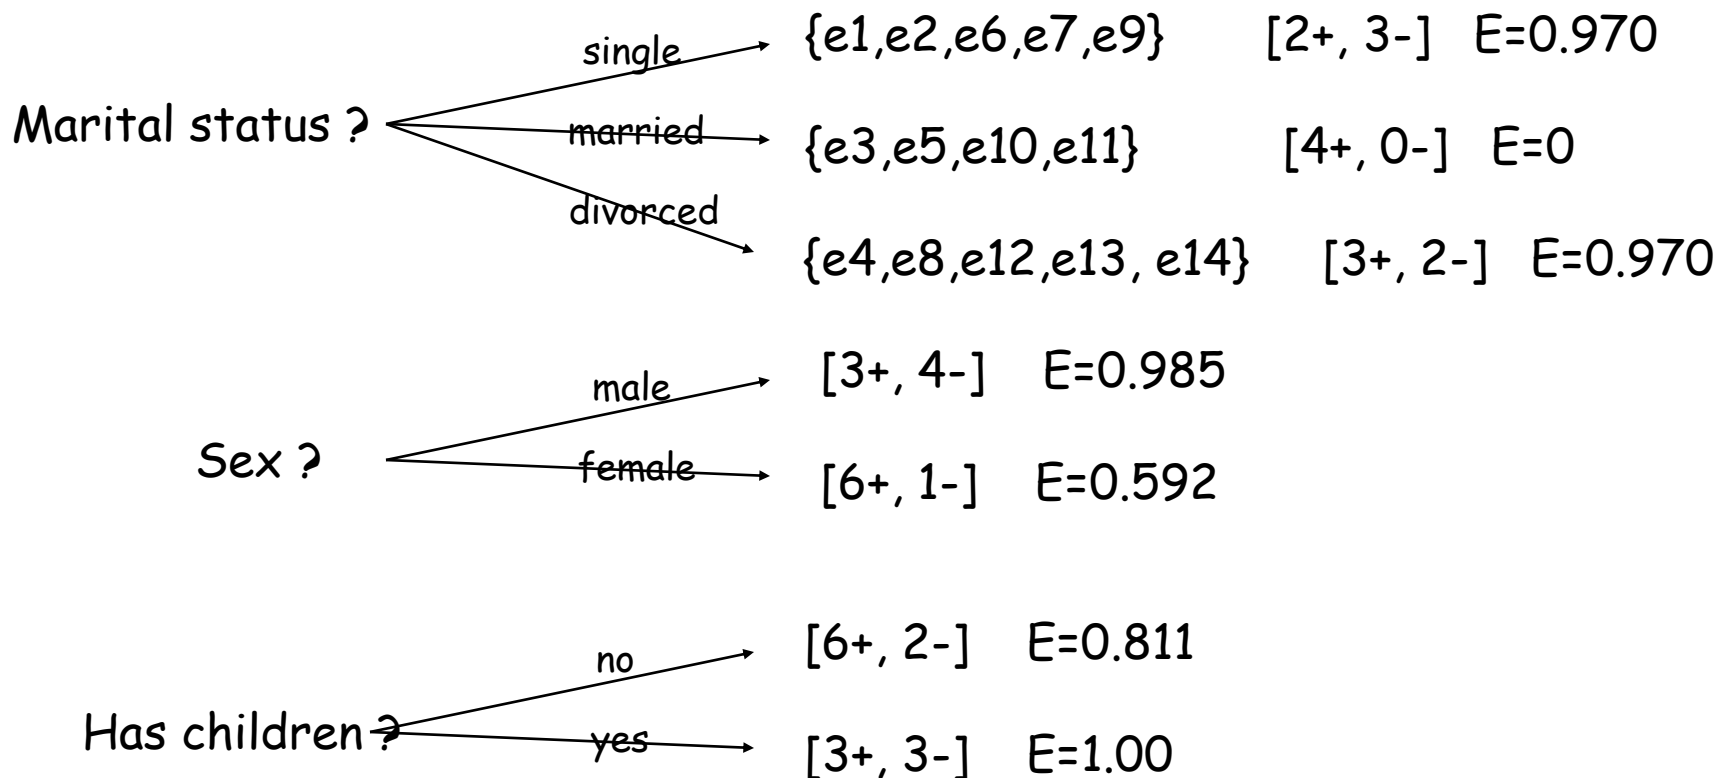 single {e1,e2,e6,e7,e9} [2+, 3-] E=0.970
Marital status ? married {e3,e5,e10,e11} [4+, 0-] E=0
divorced {e4,e8,e12,e13, e14} [3+, 2-] E=0.970
male [3+, 4-] E=0.985
Sex ? female [6+, 1-] E=0.592
no [6+, 2-] E=0.811
Has children ? yes [3+, 3-] E=1.00